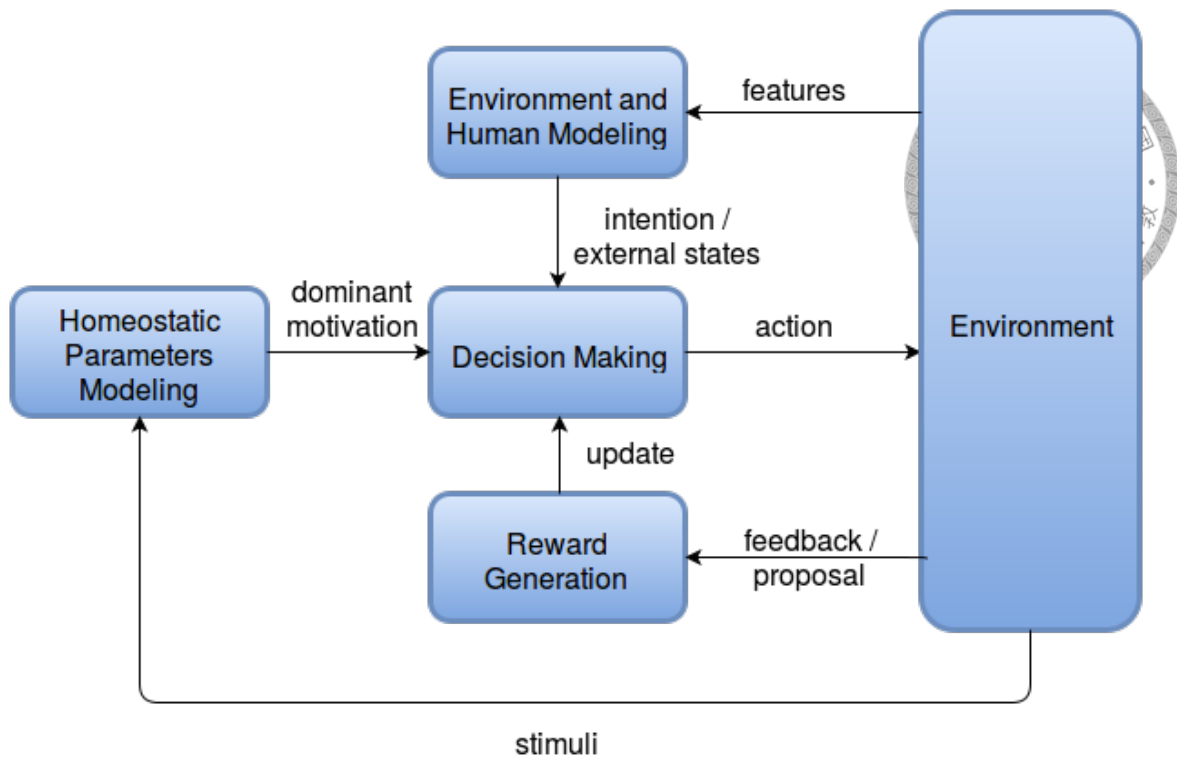 Environment and
Human Modeling
features
intention /
external states
Homeostatic
Parameters
Modeling
dominant
motivation
Decision Making
action
Environment
update
Reward
Generation
feedback /
proposal
stimuli